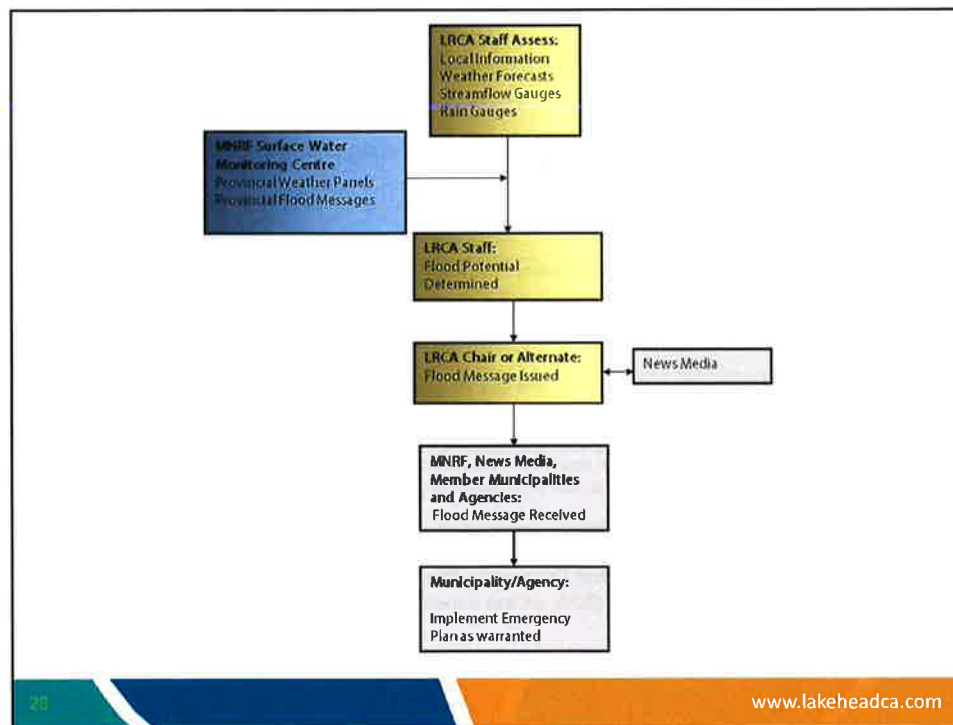 LRCA Staff Assess:
Local Information
Weather Forecasts
Streamflow Gauges
Rain Gauges
MNRF Surface Water
Monitoring Centre
Provincial Weather Panels
Provincial Flood Messages
LRCA Staff:
Flood Potential
Determined
LRCA Chair or Alternate:
Flood Message Issued
News Media
MNRF, News Media,
Member Municipalities
and Agencies:
Flood Message Received
Municipality/Agency:
Implement Emergency
Plan as warranted
www.lakeheadca.com